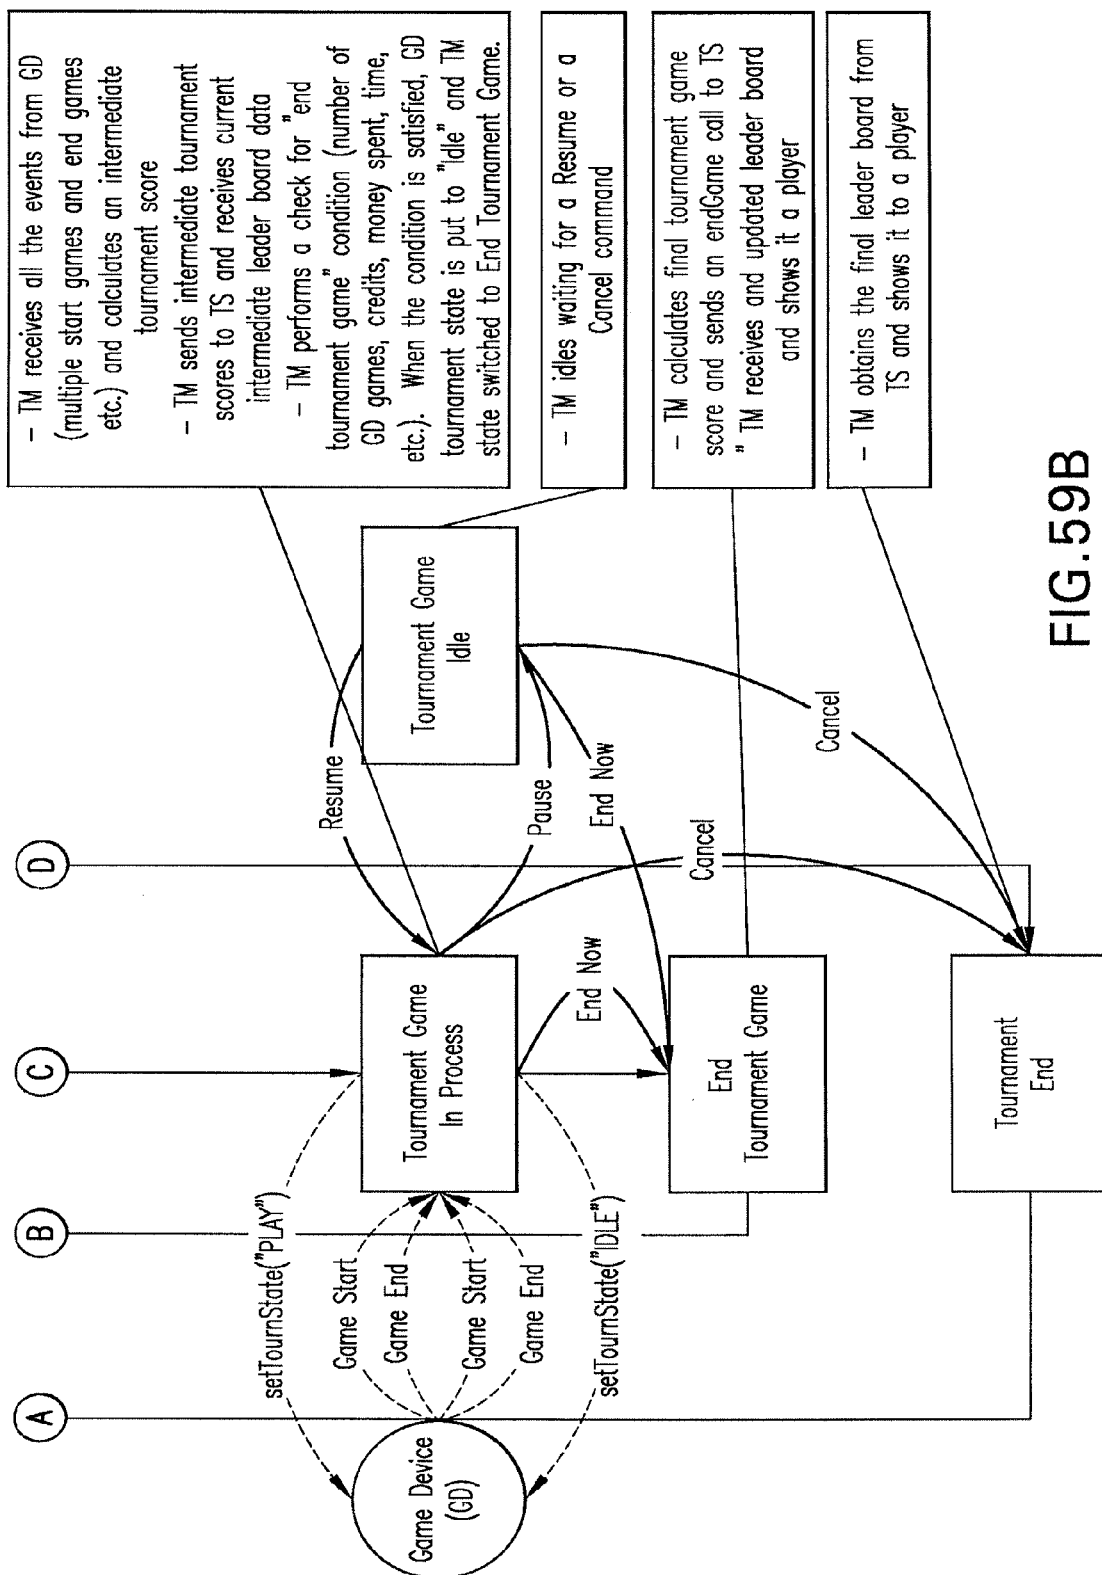 A
B
C
D
Game Device
(GD)
setTournState("PLAY")
Game Start
Game End
Game Start
Game End
setTournState("IDLE")
Tournament Game
In Process
Resume
Pause
End Now
End Now
Cancel
Cancel
Tournament Game
Idle
End
Tournament Game
Tournament
End
– TM receives all the events from GD
(multiple start games and end games
etc.) and calculates an intermediate
tournament score
– TM sends intermediate tournament
scores to TS and receives current
intermediate leader board data
– TM performs a check for "end
tournament game" condition (number of
GD games, credits, money spent, time,
etc.). When the condition is satisfied, GD
tournament state is put to "Idle" and TM
state switched to End Tournament Game.
– TM idles waiting for a Resume or a
Cancel command
– TM calculates final tournament game
score and sends an endGame call to TS
" TM receives and updated leader board
and shows it a player
– TM obtains the final leader board from
TS and shows it to a player
FIG.59B